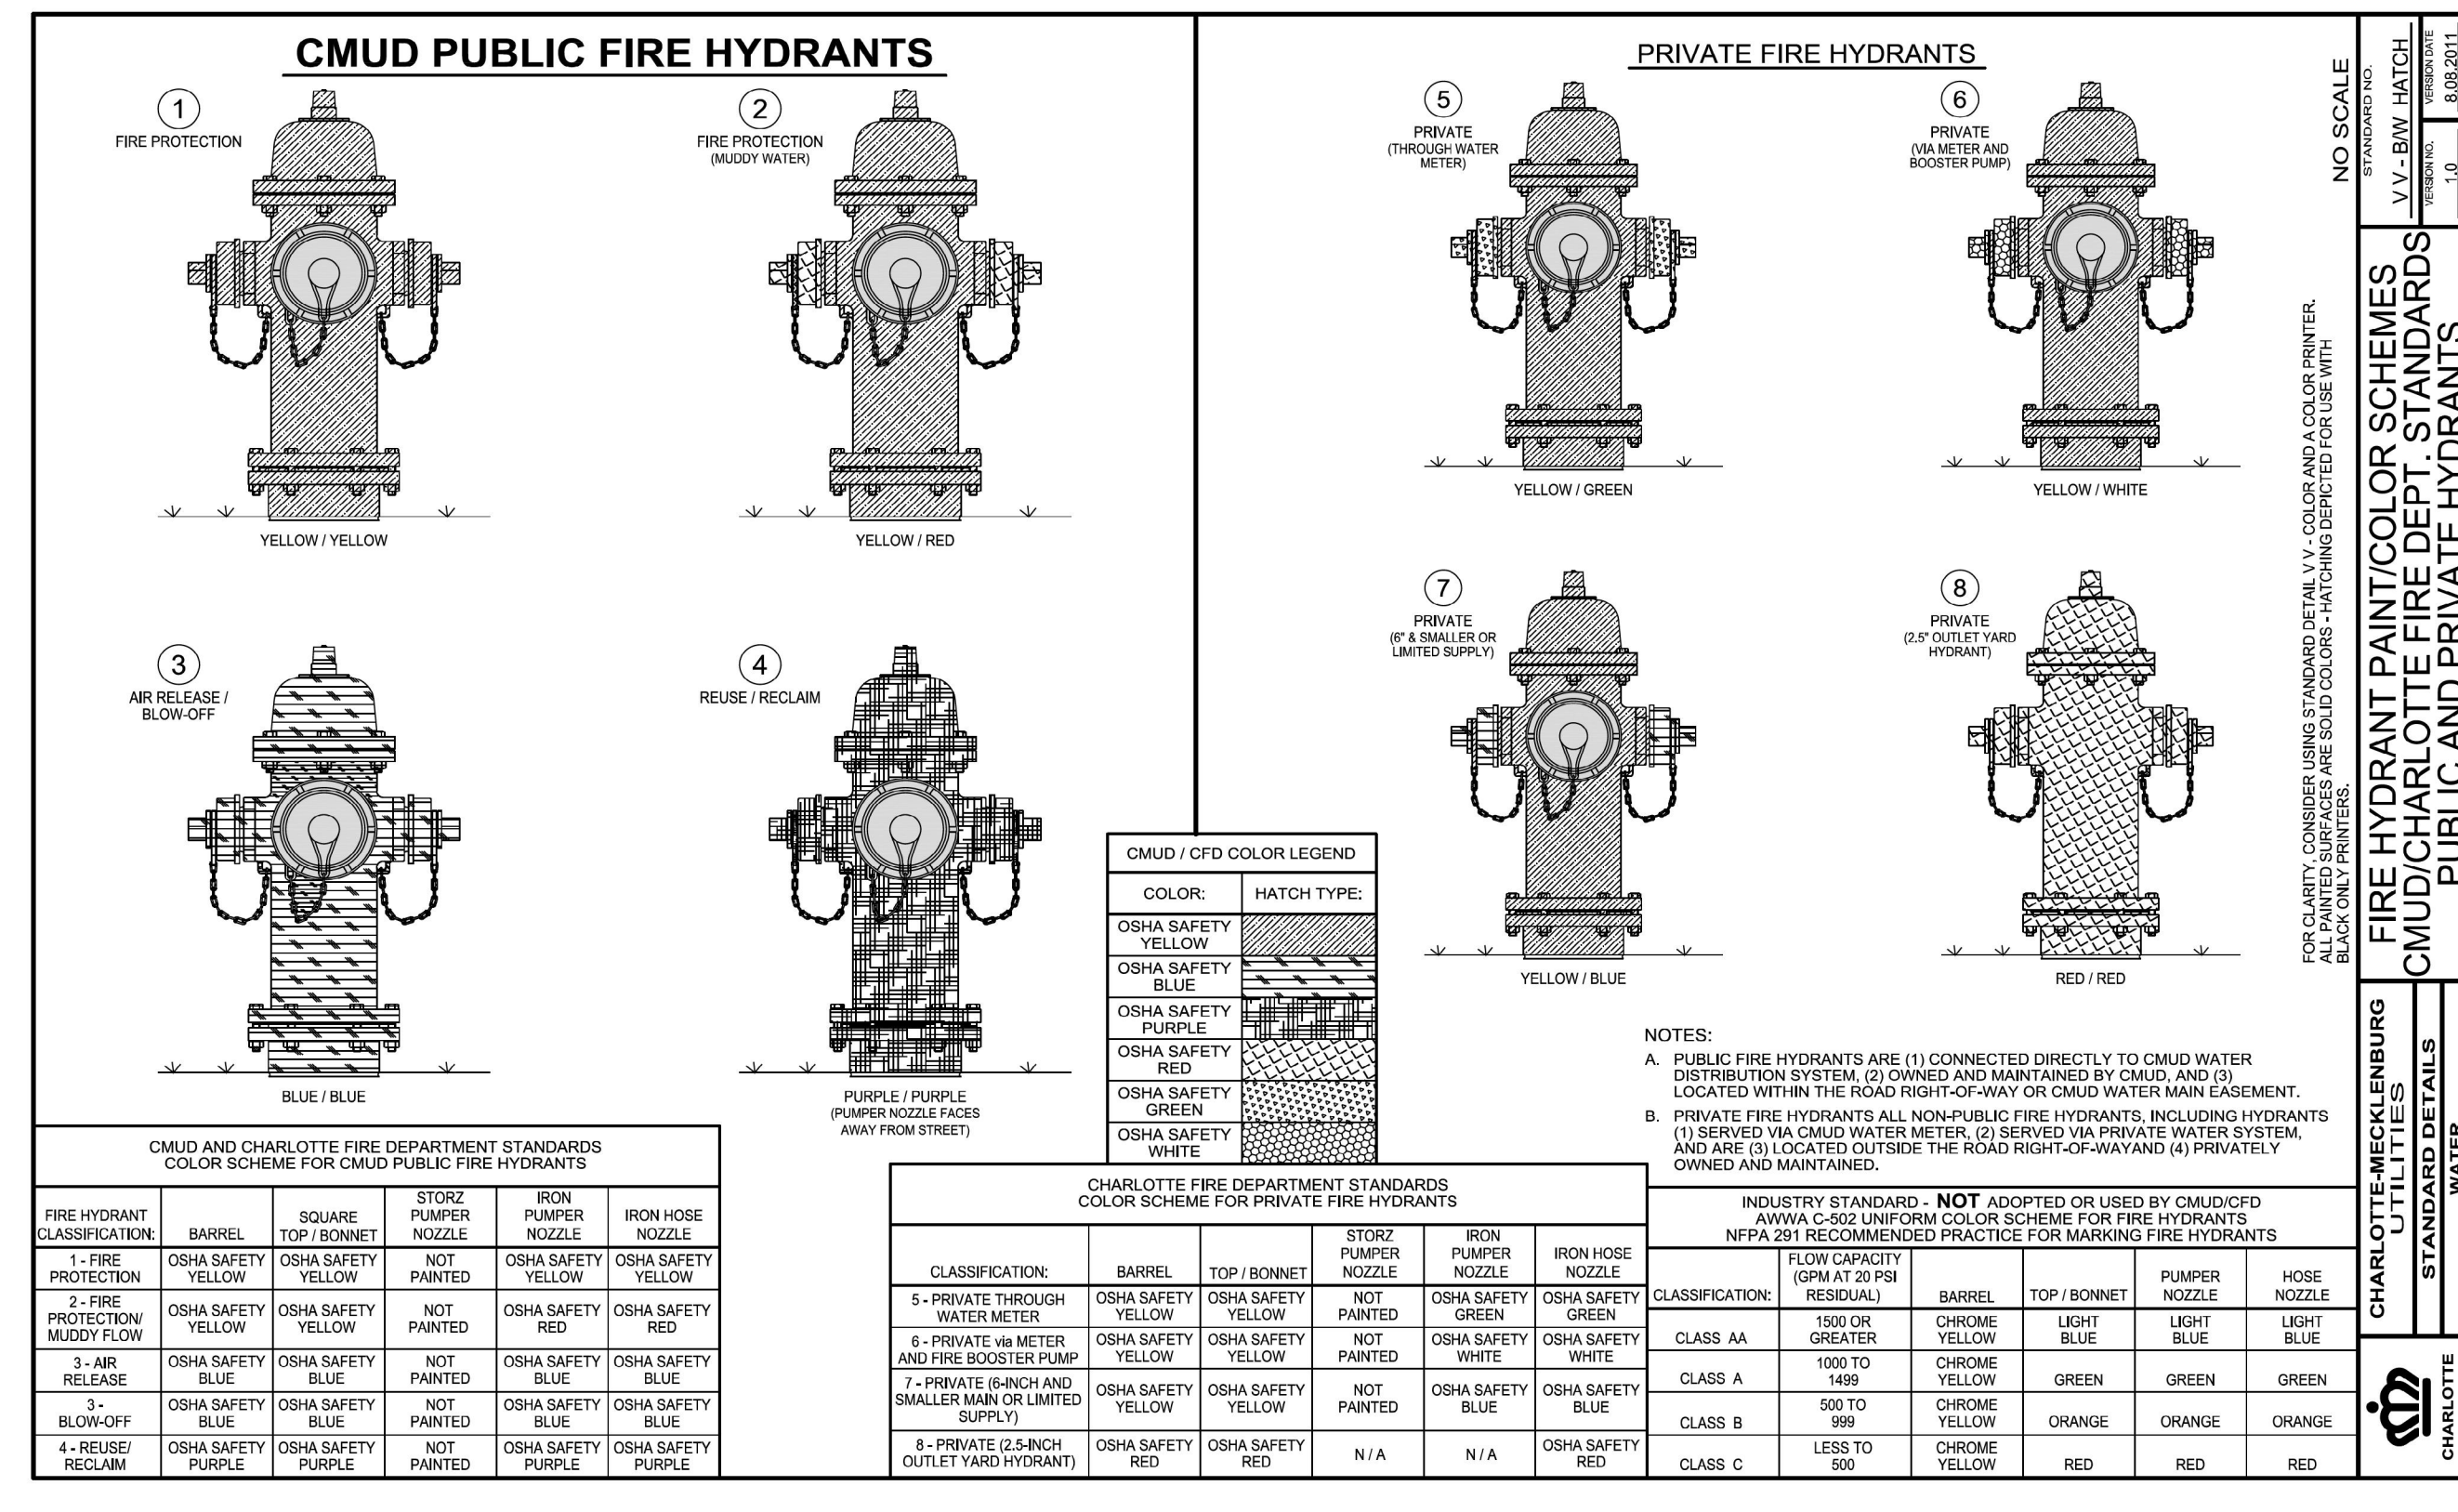 CMUD PUBLIC FIRE HYDRANTS
1
FIRE PROTECTION
YELLOW / YELLOW
2
FIRE PROTECTION
(MUDDY WATER)
YELLOW / RED
3
AIR RELEASE /
BLOW-OFF
BLUE / BLUE
4
REUSE / RECLAIM
PURPLE / PURPLE
(PUMPER NOZZLE FACES
AWAY FROM STREET)
PRIVATE FIRE HYDRANTS
5
PRIVATE
(THROUGH WATER
METER)
YELLOW / GREEN
6
PRIVATE
(VIA METER AND
BOOSTER PUMP)
YELLOW / WHITE
7
PRIVATE
(6" & SMALLER OR
LIMITED SUPPLY)
YELLOW / BLUE
8
PRIVATE
(2.5" OUTLET YARD
HYDRANT)
RED / RED
CMUD / CFD COLOR LEGEND
COLOR: HATCH TYPE:
OSHA SAFETY
YELLOW
OSHA SAFETY
BLUE
OSHA SAFETY
PURPLE
OSHA SAFETY
RED
OSHA SAFETY
GREEN
OSHA SAFETY
WHITE
NOTES:
A. PUBLIC FIRE HYDRANTS ARE (1) CONNECTED DIRECTLY TO CMUD WATER
DISTRIBUTION SYSTEM, (2) OWNED AND MAINTAINED BY CMUD, AND (3)
LOCATED WITHIN THE ROAD RIGHT-OF-WAY OR CMUD WATER MAIN EASEMENT.
B. PRIVATE FIRE HYDRANTS ALL NON-PUBLIC FIRE HYDRANTS, INCLUDING HYDRANTS
(1) SERVED VIA CMUD WATER METER, (2) SERVED VIA PRIVATE WATER SYSTEM,
AND ARE (3) LOCATED OUTSIDE THE ROAD RIGHT-OF-WAYAND (4) PRIVATELY
OWNED AND MAINTAINED.
CMUD AND CHARLOTTE FIRE DEPARTMENT STANDARDS
COLOR SCHEME FOR CMUD PUBLIC FIRE HYDRANTS
FIRE HYDRANT CLASSIFICATION: BARREL SQUARE TOP / BONNET STORZ PUMPER NOZZLE IRON PUMPER NOZZLE IRON HOSE NOZZLE
1 - FIRE PROTECTION OSHA SAFETY YELLOW OSHA SAFETY YELLOW NOT PAINTED OSHA SAFETY YELLOW OSHA SAFETY YELLOW
2 - FIRE PROTECTION/ MUDDY FLOW OSHA SAFETY YELLOW OSHA SAFETY YELLOW NOT PAINTED OSHA SAFETY RED OSHA SAFETY RED
3 - AIR RELEASE OSHA SAFETY BLUE OSHA SAFETY BLUE NOT PAINTED OSHA SAFETY BLUE OSHA SAFETY BLUE
3 - BLOW-OFF OSHA SAFETY BLUE OSHA SAFETY BLUE NOT PAINTED OSHA SAFETY BLUE OSHA SAFETY BLUE
4 - REUSE/ RECLAIM OSHA SAFETY PURPLE OSHA SAFETY PURPLE NOT PAINTED OSHA SAFETY PURPLE OSHA SAFETY PURPLE
CHARLOTTE FIRE DEPARTMENT STANDARDS
COLOR SCHEME FOR PRIVATE FIRE HYDRANTS
CLASSIFICATION: BARREL TOP / BONNET STORZ PUMPER NOZZLE IRON PUMPER NOZZLE IRON HOSE NOZZLE
5 - PRIVATE THROUGH WATER METER OSHA SAFETY YELLOW OSHA SAFETY YELLOW NOT PAINTED OSHA SAFETY GREEN OSHA SAFETY GREEN
6 - PRIVATE via METER AND FIRE BOOSTER PUMP OSHA SAFETY YELLOW OSHA SAFETY YELLOW NOT PAINTED OSHA SAFETY WHITE OSHA SAFETY WHITE
7 - PRIVATE (6-INCH AND SMALLER MAIN OR LIMITED SUPPLY) OSHA SAFETY YELLOW OSHA SAFETY YELLOW NOT PAINTED OSHA SAFETY BLUE OSHA SAFETY BLUE
8 - PRIVATE (2.5-INCH OUTLET YARD HYDRANT) OSHA SAFETY RED OSHA SAFETY RED N / A N / A OSHA SAFETY RED
INDUSTRY STANDARD - NOT ADOPTED OR USED BY CMUD/CFD
AWWA C-502 UNIFORM COLOR SCHEME FOR FIRE HYDRANTS
NFPA 291 RECOMMENDED PRACTICE FOR MARKING FIRE HYDRANTS
CLASSIFICATION: FLOW CAPACITY (GPM AT 20 PSI RESIDUAL) BARREL TOP / BONNET PUMPER NOZZLE HOSE NOZZLE
CLASS AA 1500 OR GREATER CHROME YELLOW LIGHT BLUE LIGHT BLUE LIGHT BLUE
CLASS A 1000 TO 1499 CHROME YELLOW GREEN GREEN GREEN
CLASS B 500 TO 999 CHROME YELLOW ORANGE ORANGE ORANGE
CLASS C LESS TO 500 CHROME YELLOW RED RED RED
FOR CLARITY, CONSIDER USING STANDARD DETAIL V V - COLOR AND A COLOR PRINTER.
ALL PAINTED SURFACES ARE SOLID COLORS - HATCHING DEPICTED FOR USE WITH
BLACK ONLY PRINTERS.
NO SCALE
STANDARD NO.
V V - B/W HATCH
VERSION NO.
1.0
VERSION DATE
8.08.2011
FIRE HYDRANT PAINT/COLOR SCHEMES
CMUD/CHARLOTTE FIRE DEPT. STANDARDS
PUBLIC AND PRIVATE HYDRANTS
CHARLOTTE-MECKLENBURG
UTILITIES
STANDARD DETAILS
WATER
CHARLOTTE